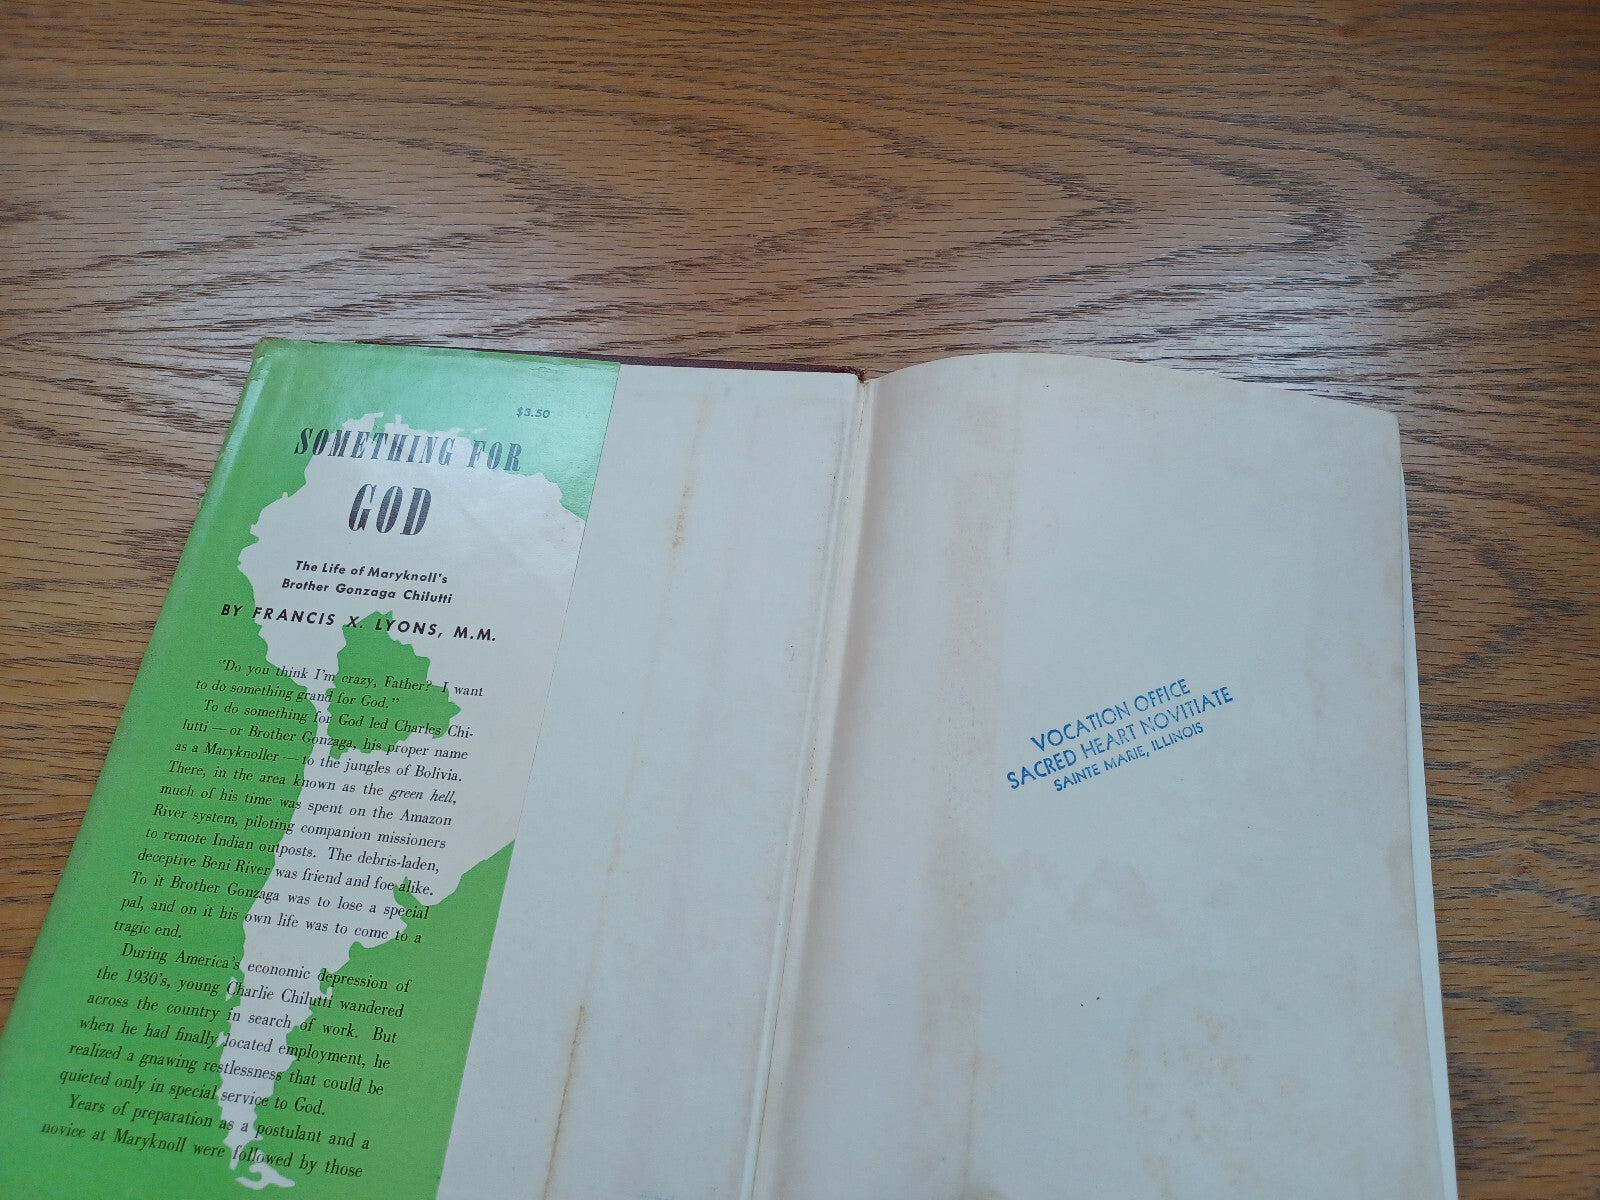 $3.50
SOMETHING FOR
GOD
The Life of Maryknoll's
Brother Gonzaga Chilutti
BY FRANCIS X. LYONS, M.M.
"Do you think I'm crazy, Father? I want
to do something grand for God."
To do something for God led Charles Chi-
lutti — or Brother Gonzaga, his proper name
as a Maryknoller — to the jungles of Bolivia.
There, in the area known as the green hell,
much of his time was spent on the Amazon
River system, piloting companion missioners
to remote Indian outposts. The debris-laden,
deceptive Beni River was friend and foe alike.
To it Brother Gonzaga was to lose a special
pal, and on it his own life was to come to a
tragic end.
During America's economic depression of
the 1930's, young Charlie Chilutti wandered
across the country in search of work. But
when he had finally located employment, he
realized a gnawing restlessness that could be
quieted only in special service to God.
Years of preparation as a postulant and a
novice at Maryknoll were followed by those
VOCATION OFFICE
SACRED HEART NOVITIATE
SAINTE MARIE, ILLINOIS